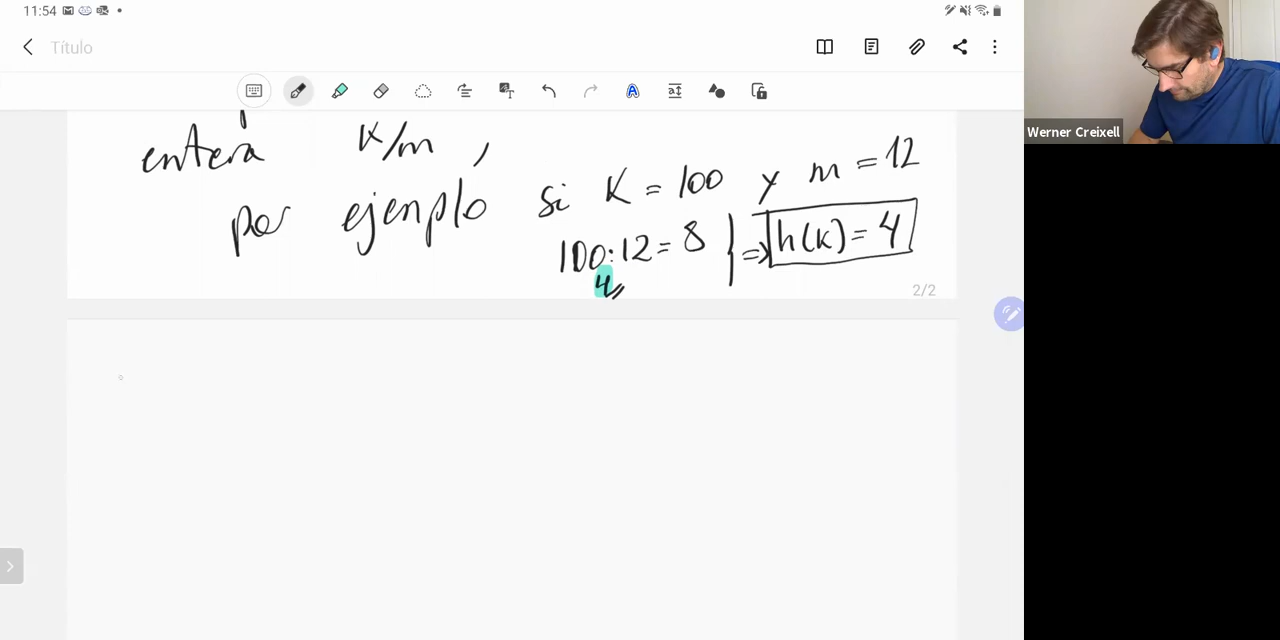 11:54
Título
entera K/m,
por ejemplo si K = 100 y m = 12
100:12 = 8 } => h(K) = 4
4
2/2
Werner Creixell